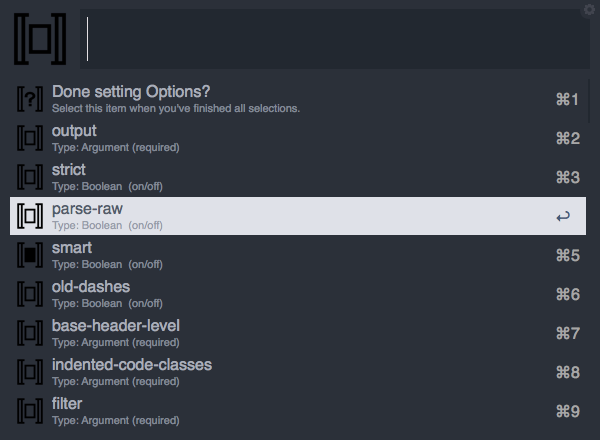 Done setting Options?
Select this item when you've finished all selections.
⌘1
output
Type: Argument (required)
⌘2
strict
Type: Boolean (on/off)
⌘3
parse-raw
Type: Boolean (on/off)
↩
smart
Type: Boolean (on/off)
⌘5
old-dashes
Type: Boolean (on/off)
⌘6
base-header-level
Type: Argument (required)
⌘7
indented-code-classes
Type: Argument (required)
⌘8
filter
Type: Argument (required)
⌘9